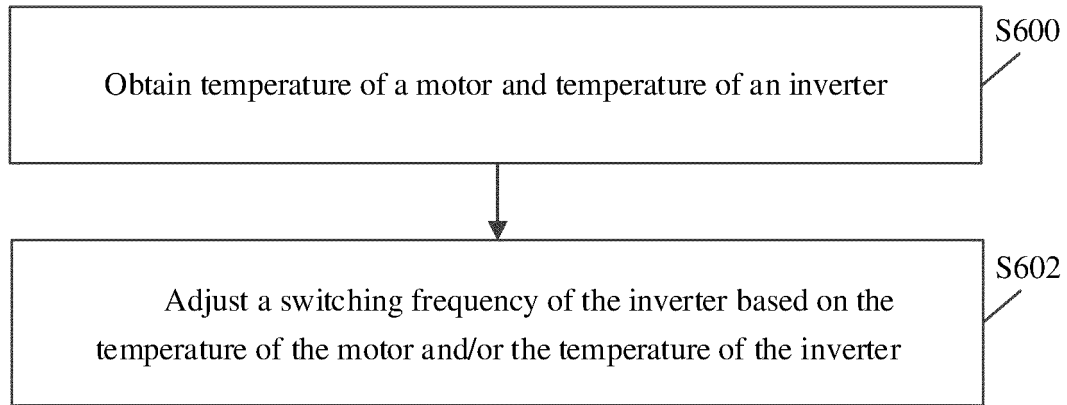 S600
Obtain temperature of a motor and temperature of an inverter
S602
Adjust a switching frequency of the inverter based on the
temperature of the motor and/or the temperature of the inverter